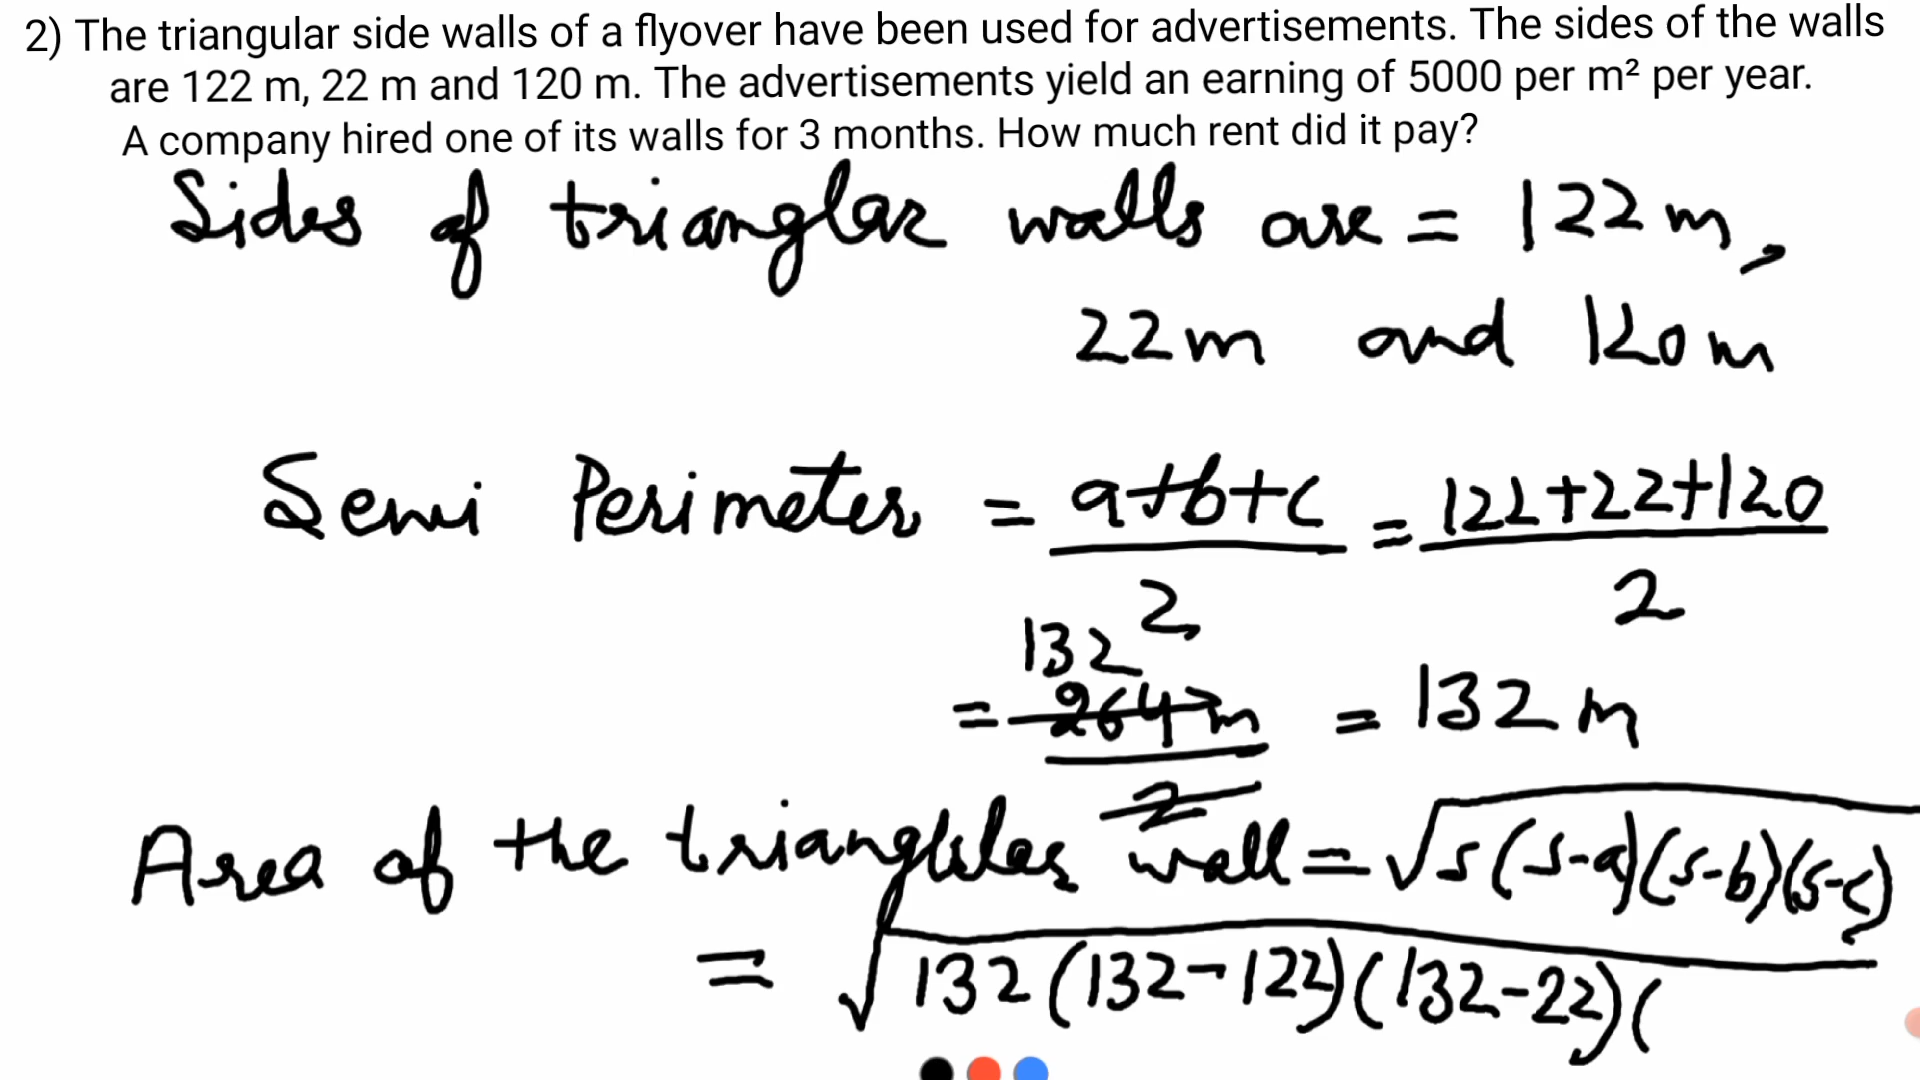 2) The triangular side walls of a flyover have been used for advertisements. The sides of the walls
are 122 m, 22 m and 120 m. The advertisements yield an earning of 5000 per m² per year.
A company hired one of its walls for 3 months. How much rent did it pay?
Sides of trianglar walls are = 122 m,
22 m and 120 m
Semi Perimeter = a+b+c/2 = 122+22+120/2
= 264 m/2 132 = 132 m
Area of the wall = √s(s-a)(s-b)(s-c)
= √132(132-122)(132-22)(